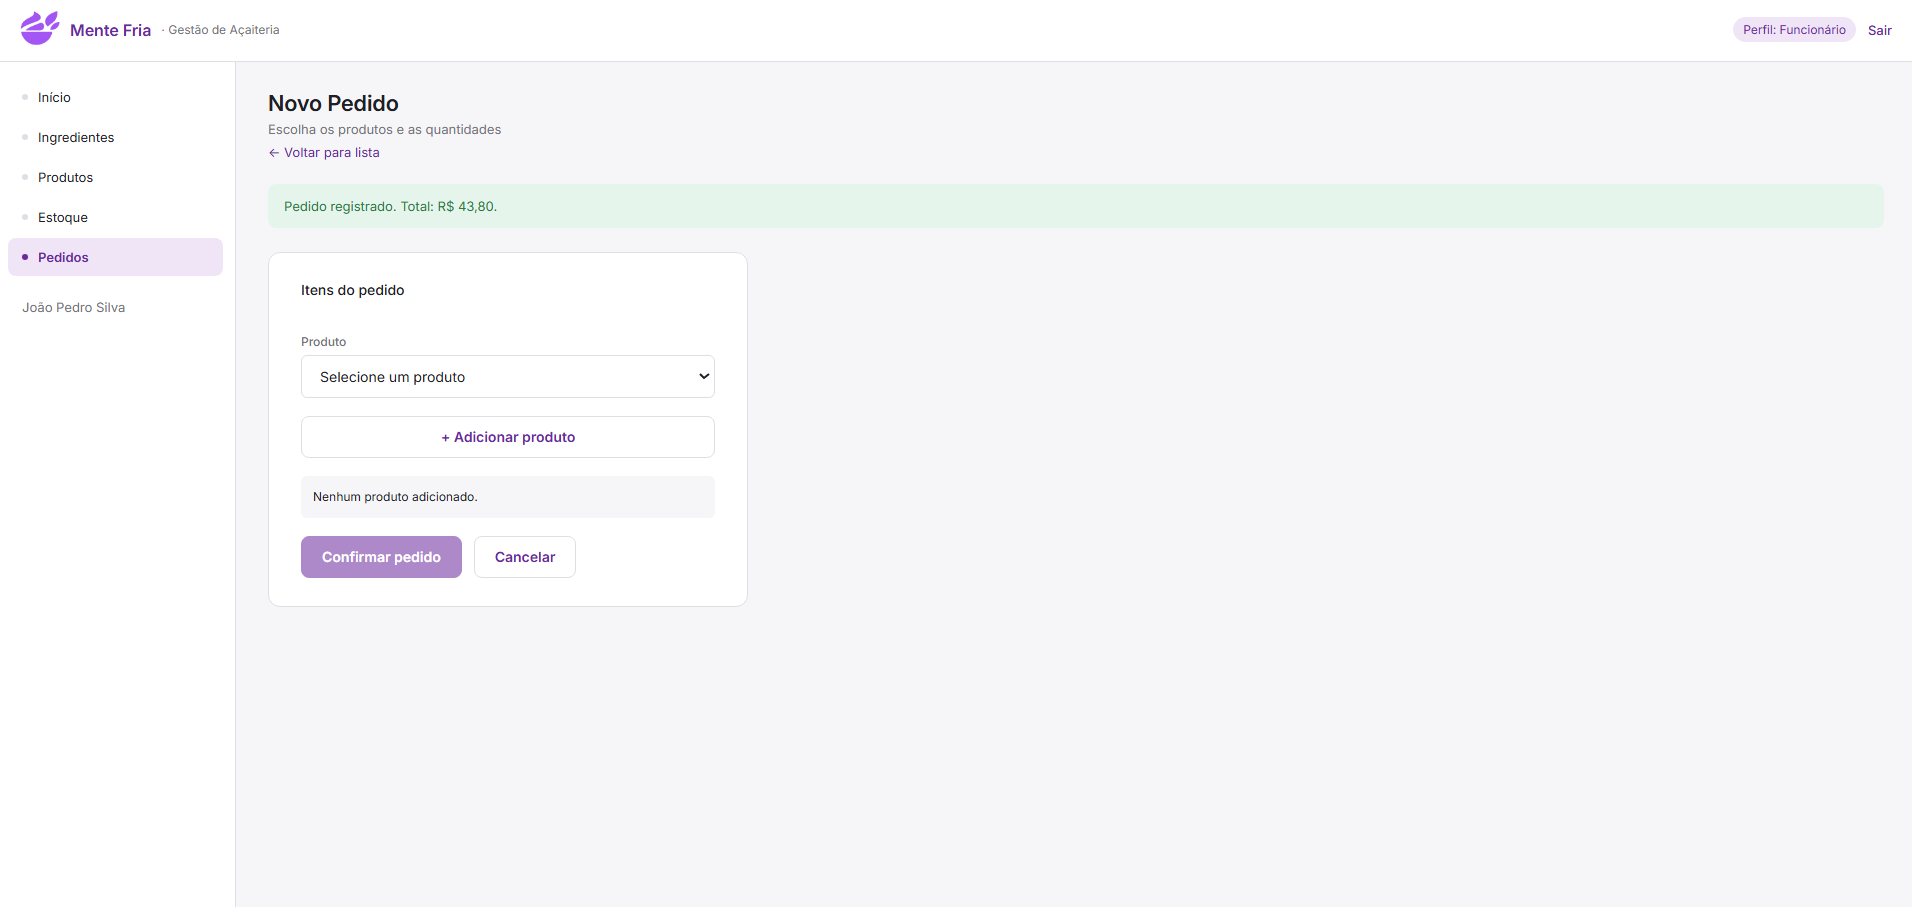 Mente Fria · Gestão de Açaiteria
Perfil: Funcionário Sair
Início
Ingredientes
Produtos
Estoque
Pedidos
João Pedro Silva
Novo Pedido
Escolha os produtos e as quantidades
← Voltar para lista
Pedido registrado. Total: R$ 43,80.
Itens do pedido
Produto
Selecione um produto
+ Adicionar produto
Nenhum produto adicionado.
Confirmar pedido Cancelar